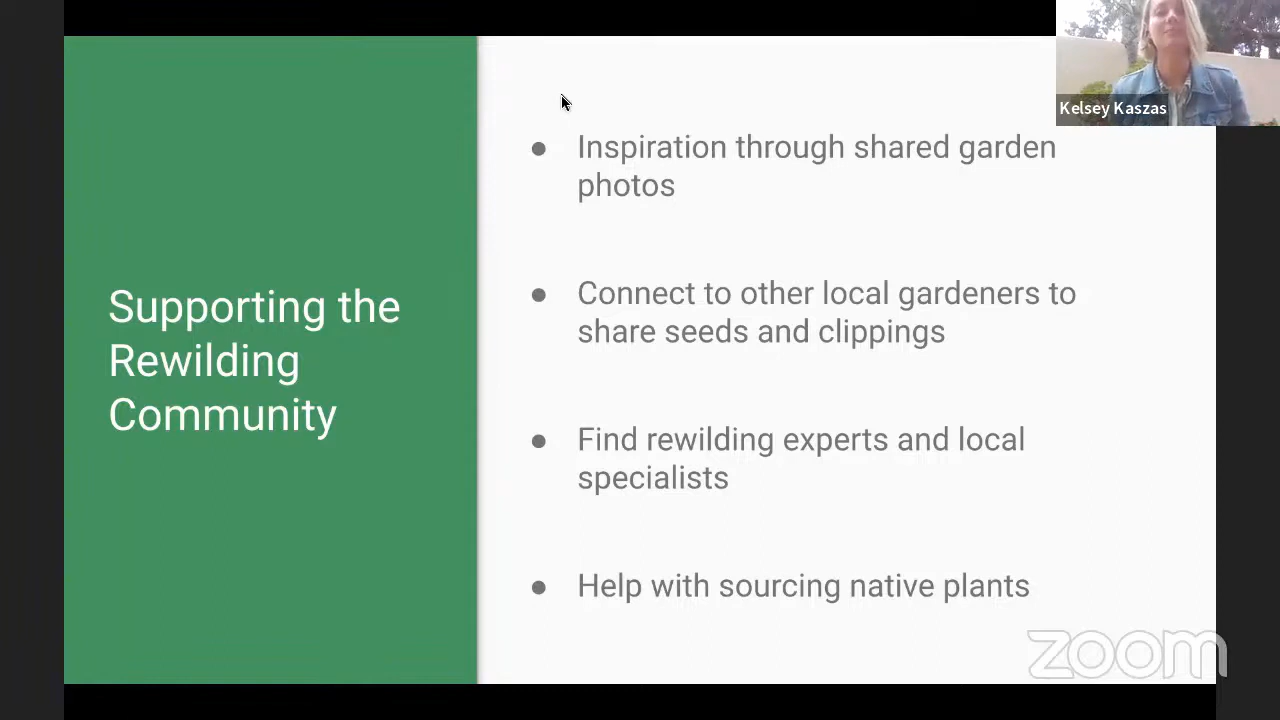 Kelsey Kaszas
Supporting the
Rewilding
Community
● Inspiration through shared garden
photos
● Connect to other local gardeners to
share seeds and clippings
● Find rewilding experts and local
specialists
● Help with sourcing native plants
zoom